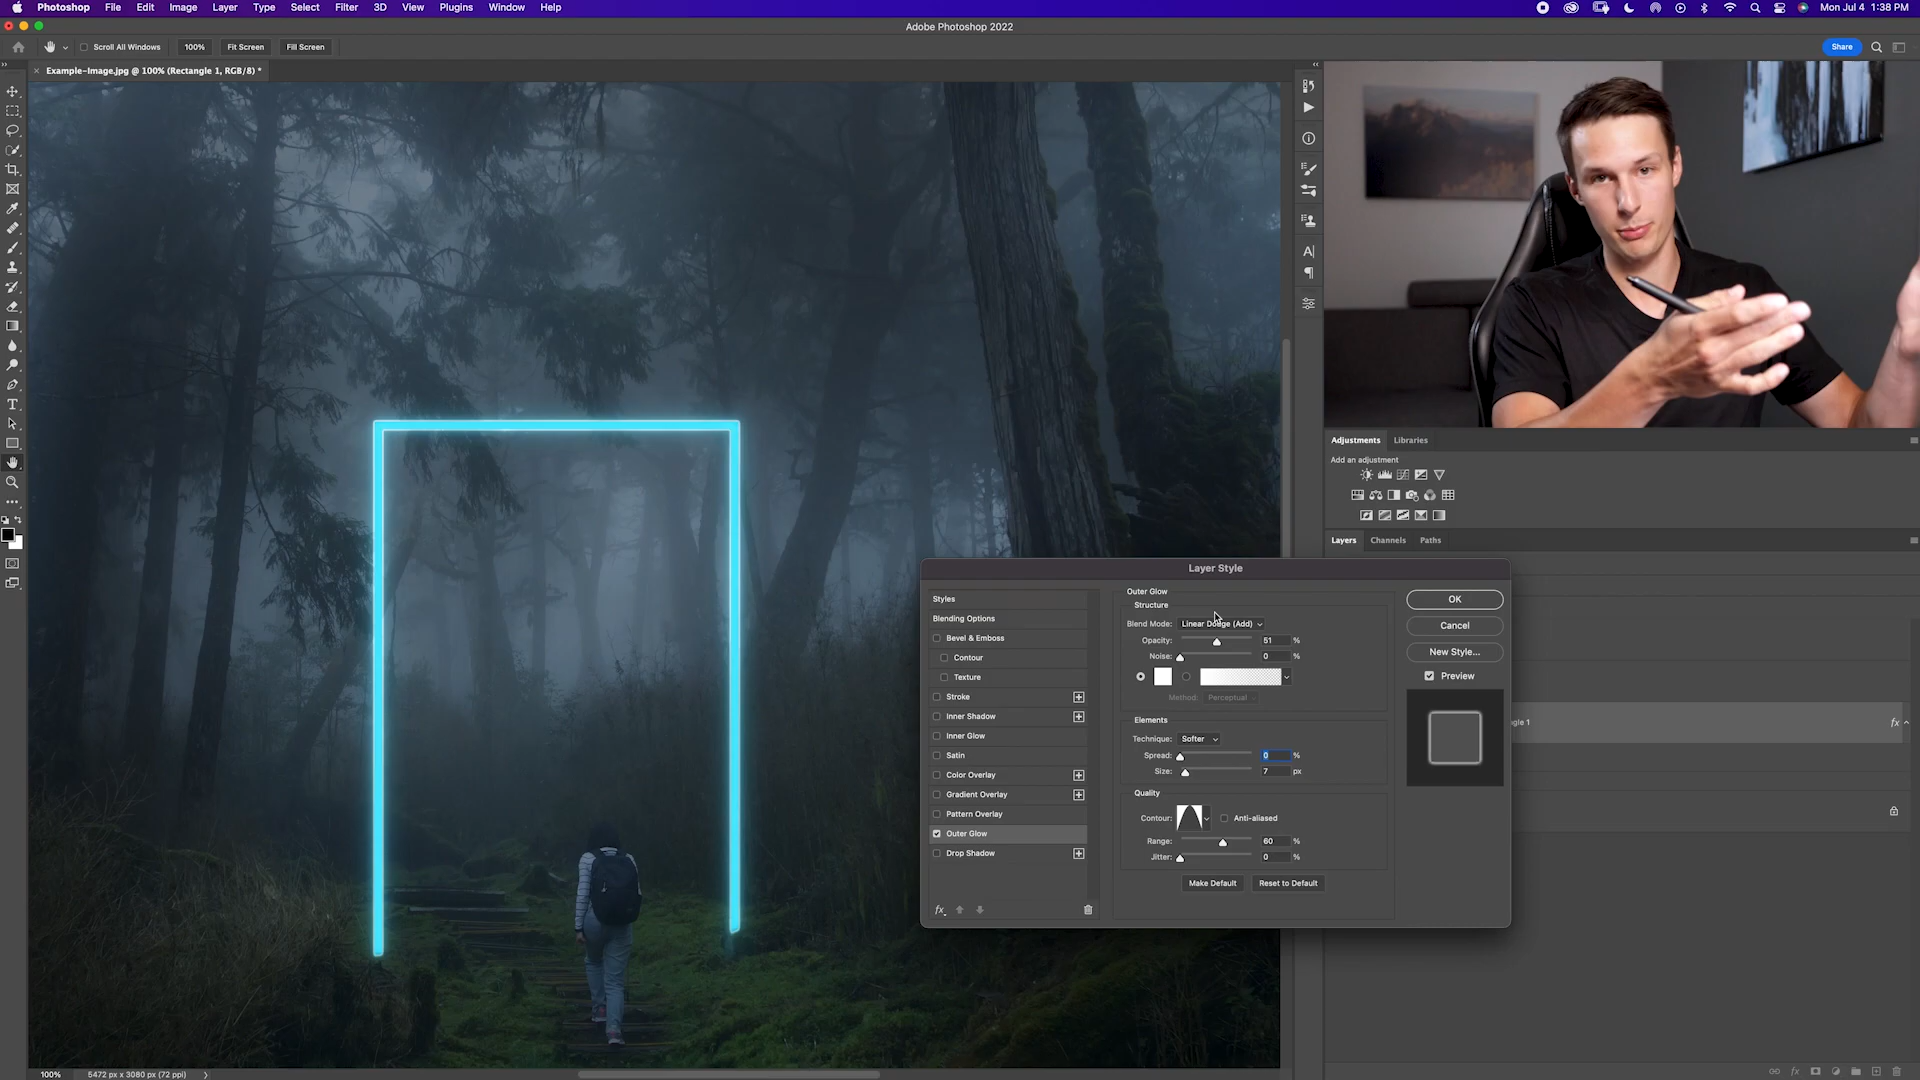 Photoshop File Edit Image Layer Type Select Filter 3D View Plugins Window Help Mon Jul 4 1:38 PM
Adobe Photoshop 2022
Scroll All Windows 100% Fit Screen Fill Screen Share
Example-Image.jpg @ 100% (Rectangle 1, RGB/8) *
Adjustments Libraries
Add an adjustment
Layers Channels Paths
Layer Style
Styles
Blending Options
Bevel & Emboss
Contour
Texture
Stroke
Inner Shadow
Inner Glow
Satin
Color Overlay
Gradient Overlay
Pattern Overlay
Outer Glow
Drop Shadow
fx
Outer Glow
Structure
Blend Mode: Linear Dodge (Add)
Opacity: 51 %
Noise: 0 %
Method: Perceptual
Elements
Technique: Softer
Spread: 0 %
Size: 7 px
Quality
Contour: Anti-aliased
Range: 60 %
Jitter: 0 %
Make Default Reset to Default
OK
Cancel
New Style...
Preview
ngle 1 fx
100% 5472 px x 3080 px (72 ppi)
fx